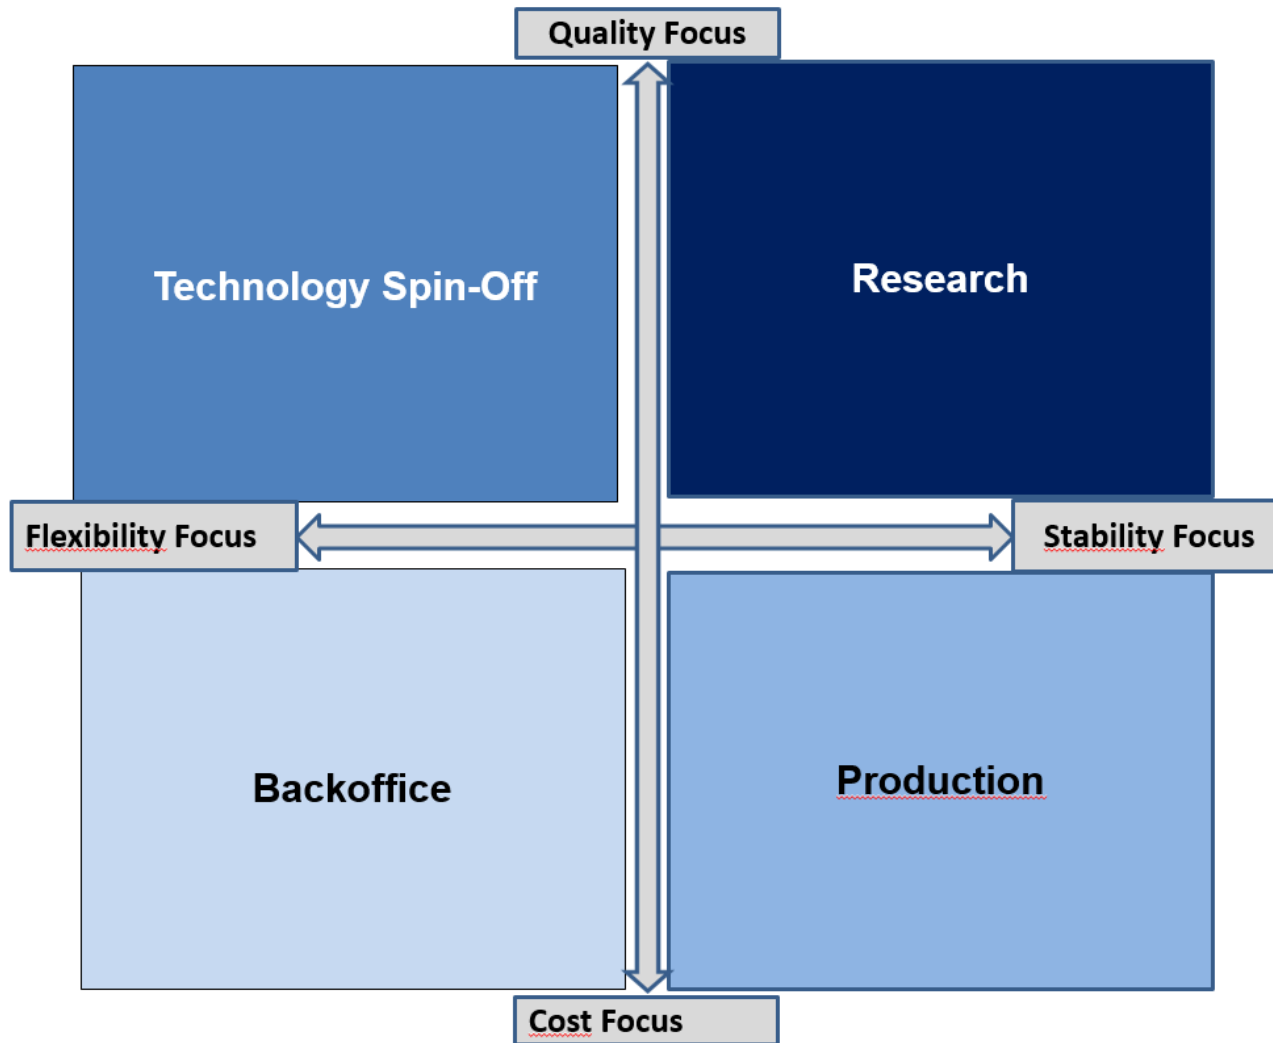 Quality Focus
Technology Spin-Off
Research
Flexibility Focus
Stability Focus
Backoffice
Production
Cost Focus